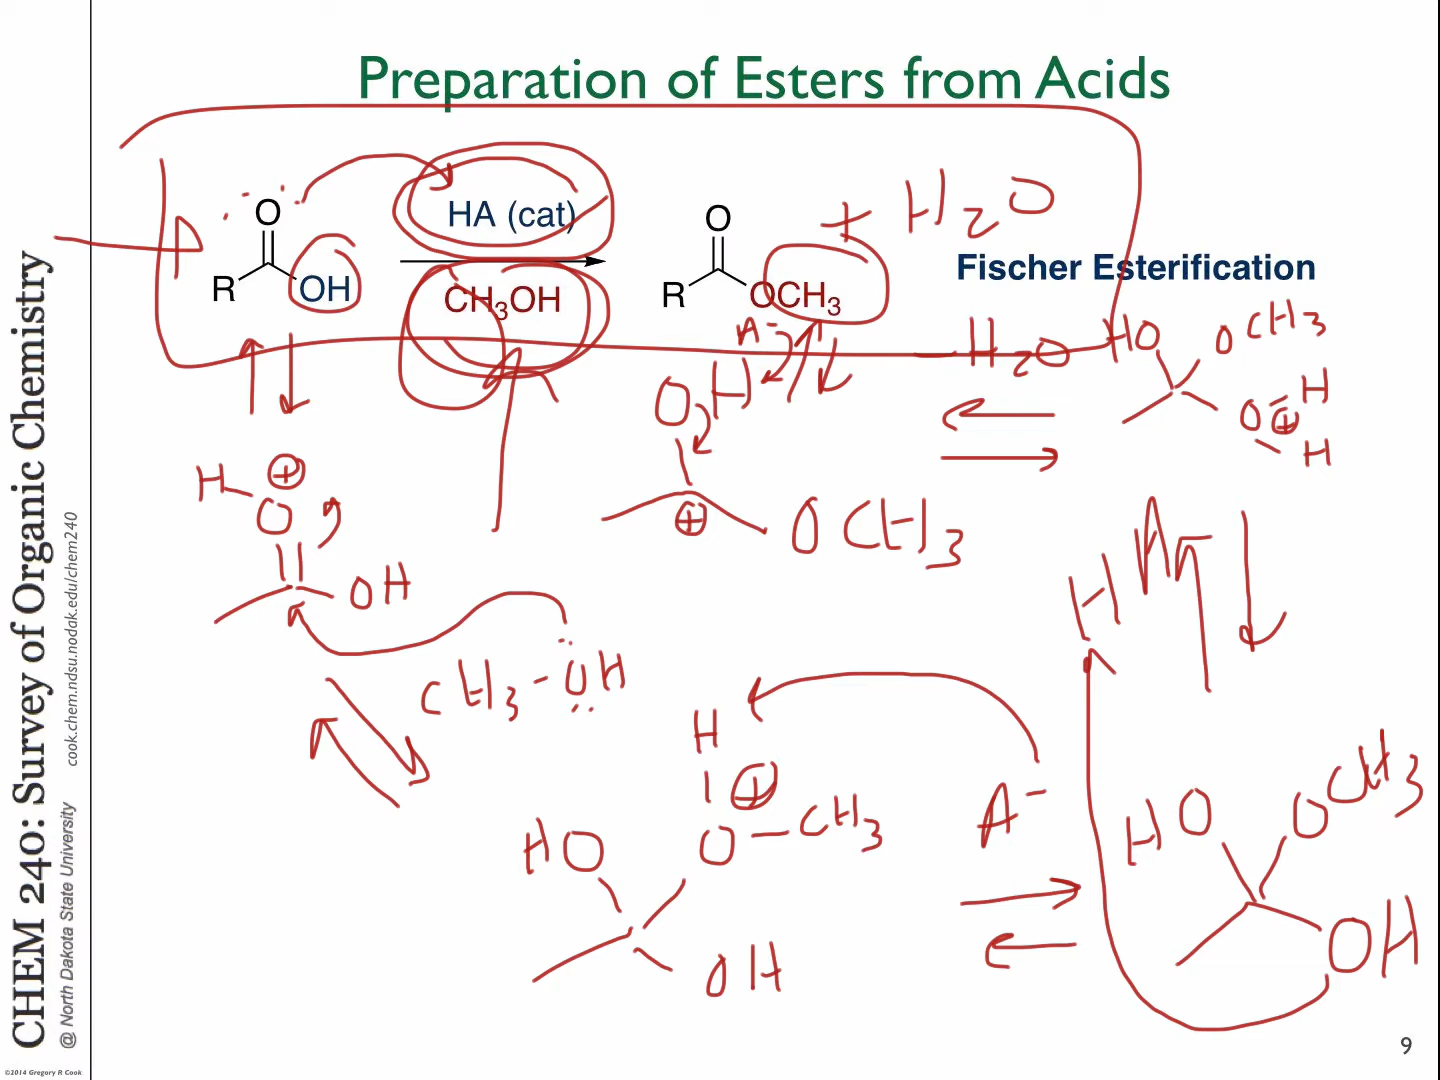 Preparation of Esters from Acids
O
R
OH
HA (cat)
CH₃OH
O
R
OCH₃
+ H₂O
Fischer Esterification
A⁻
OH
⊕
OCH₃
- H₂O
HO
OCH₃
O⊕
H
H
H
⊕
O
OH
CH₃-ÖH
HA
H
⊕
HO
O-CH₃
OH
A⁻
HO
OCH₃
OH
CHEM 240: Survey of Organic Chemistry
cook.chem.ndsu.nodak.edu/chem240
@ North Dakota State University
©2014 Gregory R Cook
9